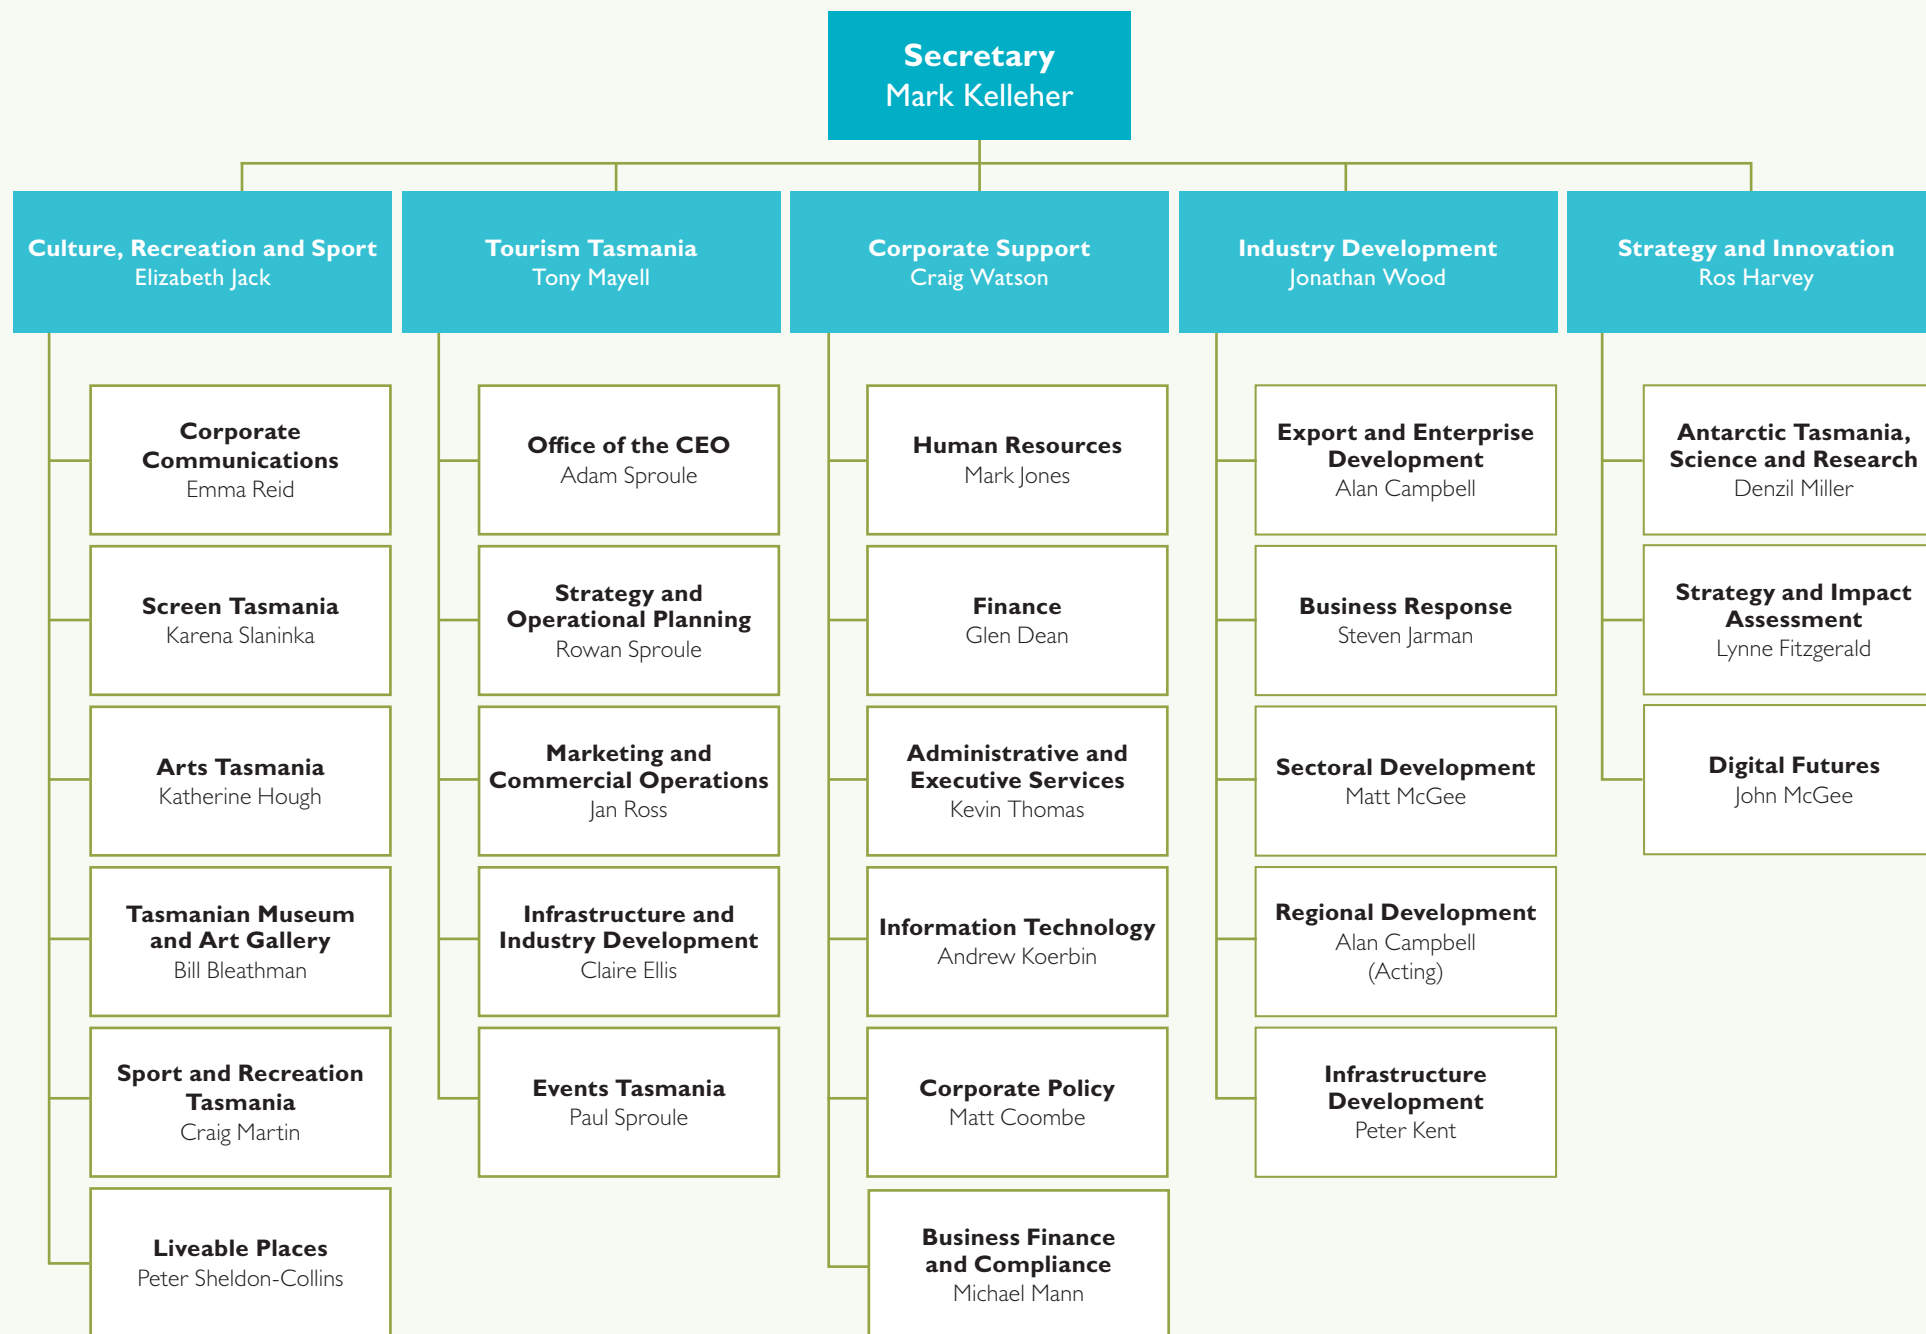 Secretary
Mark Kelleher
Culture, Recreation and Sport
Elizabeth Jack
Tourism Tasmania
Tony Mayell
Corporate Support
Craig Watson
Industry Development
Jonathan Wood
Strategy and Innovation
Ros Harvey
Corporate
Communications
Emma Reid
Screen Tasmania
Karena Slaninka
Arts Tasmania
Katherine Hough
Tasmanian Museum
and Art Gallery
Bill Bleathman
Sport and Recreation
Tasmania
Craig Martin
Liveable Places
Peter Sheldon-Collins
Office of the CEO
Adam Sproule
Strategy and
Operational Planning
Rowan Sproule
Marketing and
Commercial Operations
Jan Ross
Infrastructure and
Industry Development
Claire Ellis
Events Tasmania
Paul Sproule
Human Resources
Mark Jones
Finance
Glen Dean
Administrative and
Executive Services
Kevin Thomas
Information Technology
Andrew Koerbin
Corporate Policy
Matt Coombe
Business Finance
and Compliance
Michael Mann
Export and Enterprise
Development
Alan Campbell
Business Response
Steven Jarman
Sectoral Development
Matt McGee
Regional Development
Alan Campbell
(Acting)
Infrastructure
Development
Peter Kent
Antarctic Tasmania,
Science and Research
Denzil Miller
Strategy and Impact
Assessment
Lynne Fitzgerald
Digital Futures
John McGee